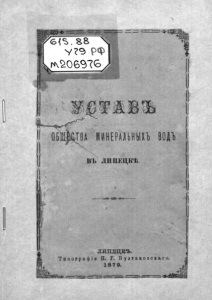 615.88
У79 РФ
М206976
УСТАВЪ
ОБЩЕСТВА МИНЕРАЛЬНЫХЪ ВОДЪ
ВЪ ЛИПЕЦКѢ.
ЛИПЕЦКЪ.
Типографія
1879.